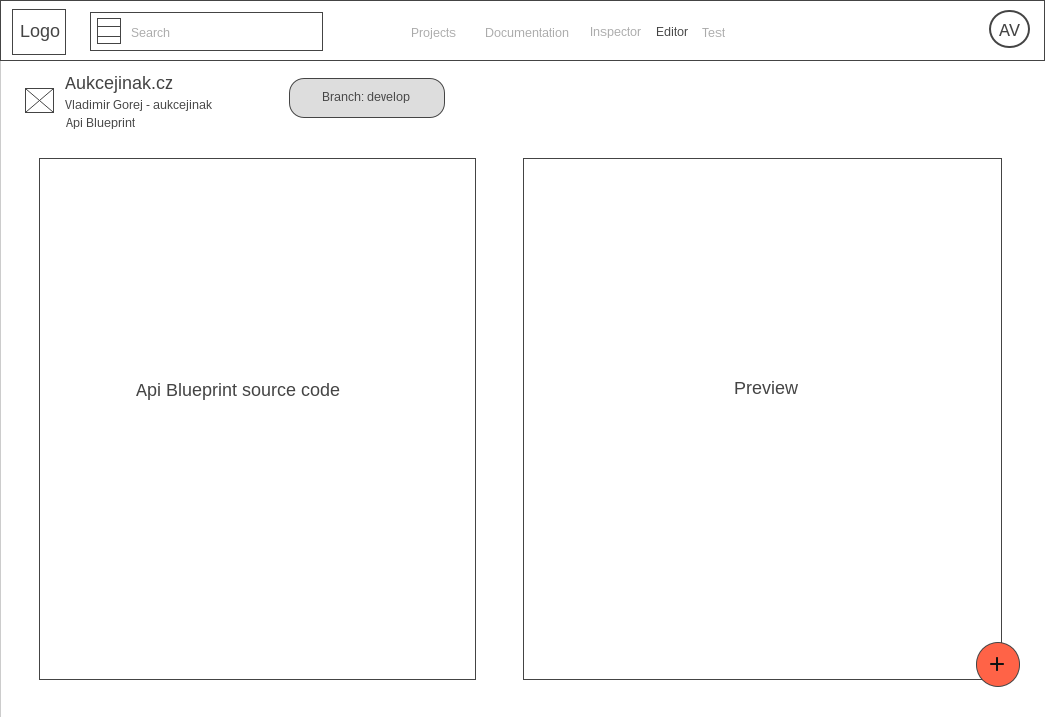 Logo
Search
Projects
Documentation
Inspector
Editor
Test
AV
Aukcejinak.cz
Vladimir Gorej - aukcejinak
Api Blueprint
Branch: develop
Api Blueprint source code
Preview
+